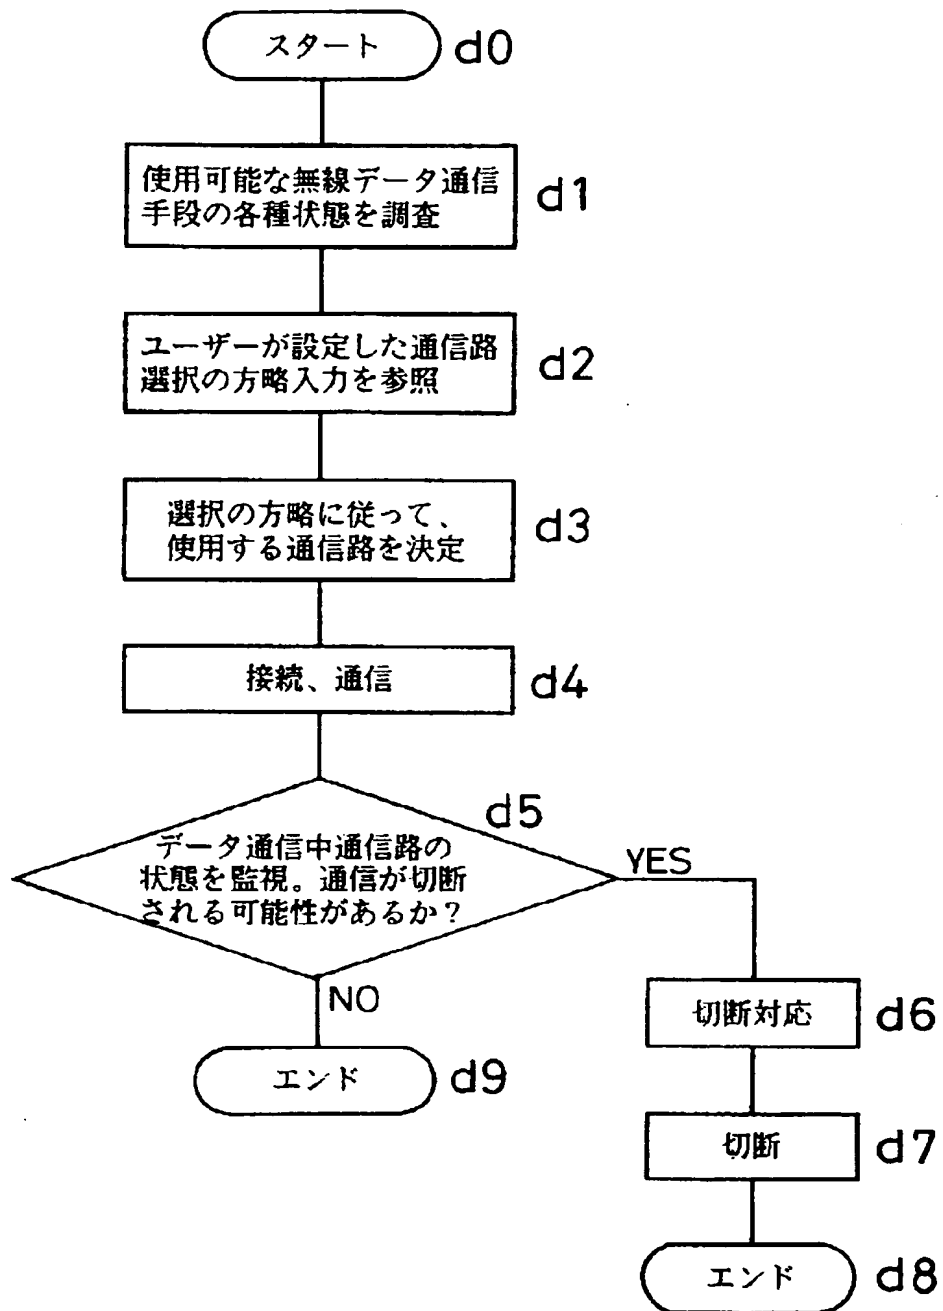 スタート
d0
使用可能な無線データ通信
手段の各種状態を調査
d1
ユーザーが設定した通信路
選択の方略入力を参照
d2
選択の方略に従って、
使用する通信路を決定
d3
接続、通信
d4
d5
データ通信中通信路の
状態を監視。通信が切断
される可能性があるか？
YES
NO
切断対応
d6
エンド
d9
切断
d7
エンド
d8